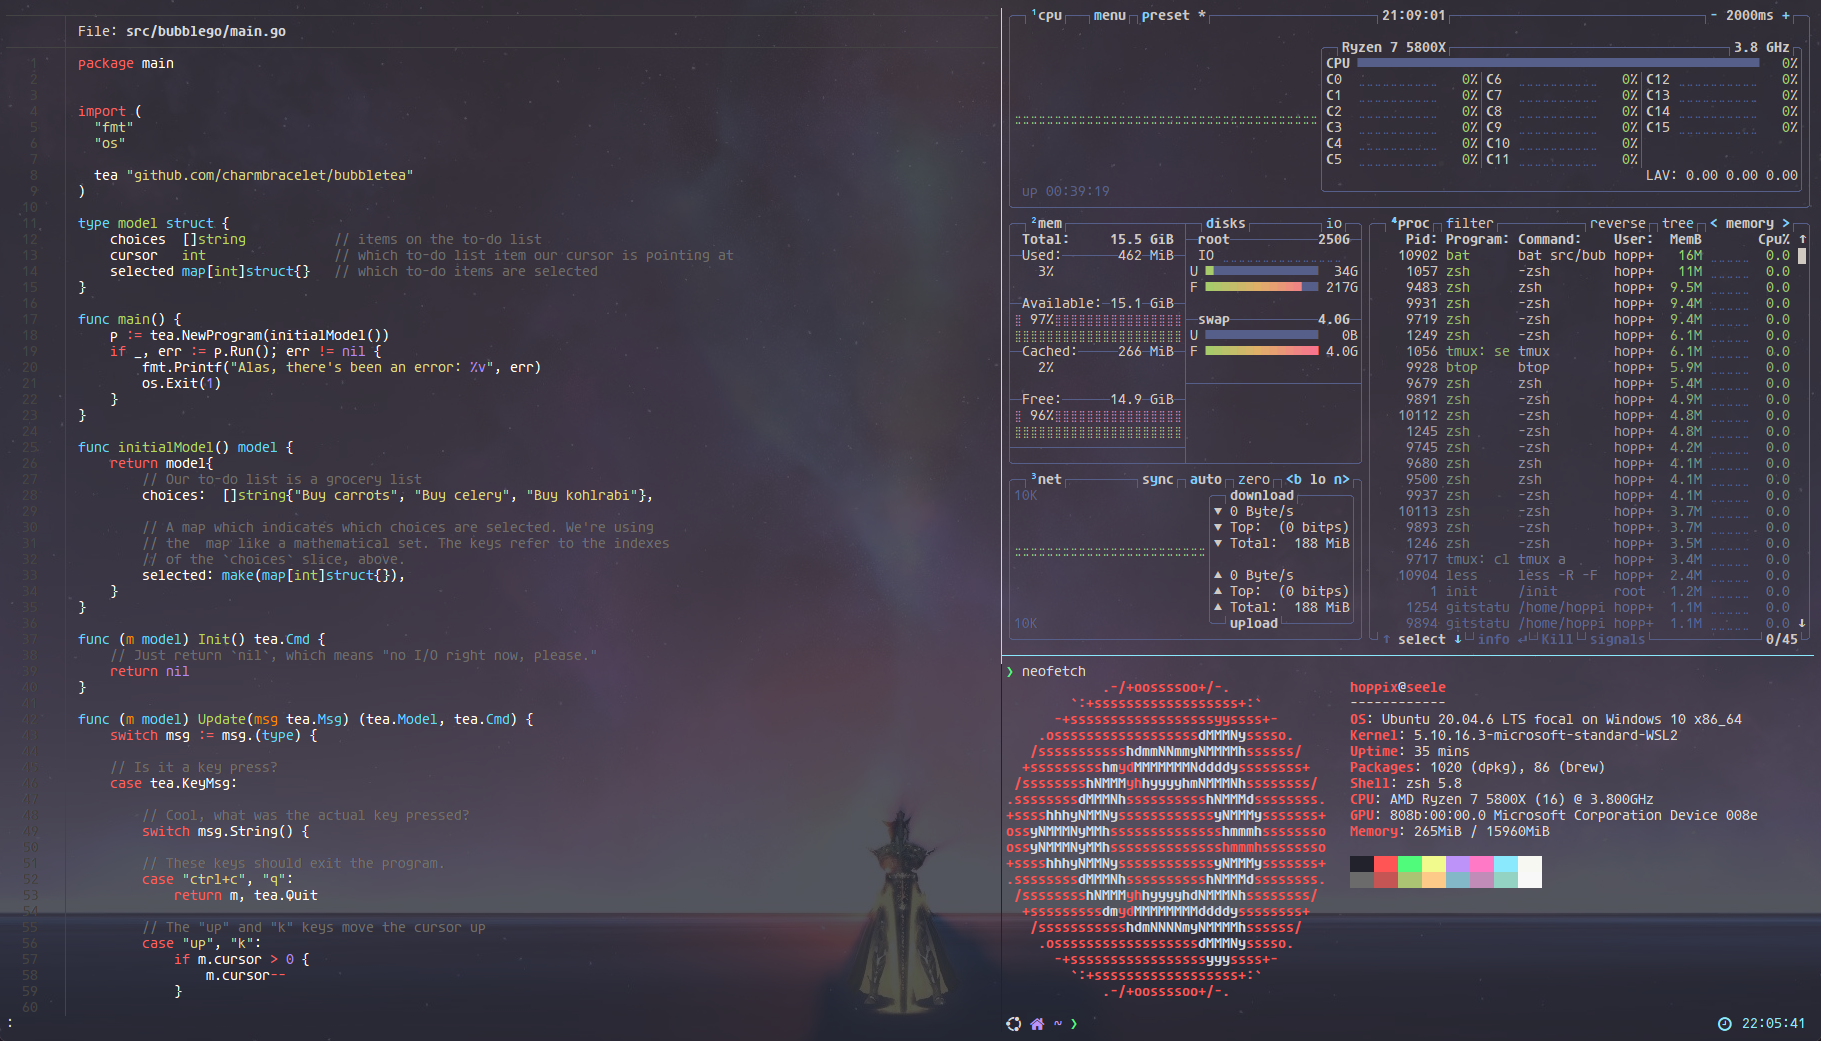 File: src/bubblego/main.go
1 package main
2
3
4 import (
5 "fmt"
6 "os"
7
8 tea "github.com/charmbracelet/bubbletea"
9 )
10
11 type model struct {
12 choices []string // items on the to-do list
13 cursor int // which to-do list item our cursor is pointing at
14 selected map[int]struct{} // which to-do items are selected
15 }
16
17 func main() {
18 p := tea.NewProgram(initialModel())
19 if _, err := p.Run(); err != nil {
20 fmt.Printf("Alas, there's been an error: %v", err)
21 os.Exit(1)
22 }
23 }
24
25 func initialModel() model {
26 return model{
27 // Our to-do list is a grocery list
28 choices: []string{"Buy carrots", "Buy celery", "Buy kohlrabi"},
29
30 // A map which indicates which choices are selected. We're using
31 // the map like a mathematical set. The keys refer to the indexes
32 // of the `choices` slice, above.
33 selected: make(map[int]struct{}),
34 }
35 }
36
37 func (m model) Init() tea.Cmd {
38 // Just return `nil`, which means "no I/O right now, please."
39 return nil
40 }
41
42 func (m model) Update(msg tea.Msg) (tea.Model, tea.Cmd) {
43 switch msg := msg.(type) {
44
45 // Is it a key press?
46 case tea.KeyMsg:
47
48 // Cool, what was the actual key pressed?
49 switch msg.String() {
50
51 // These keys should exit the program.
52 case "ctrl+c", "q":
53 return m, tea.Quit
54
55 // The "up" and "k" keys move the cursor up
56 case "up", "k":
57 if m.cursor > 0 {
58 m.cursor--
59 }
60
:
1cpu menu preset * 21:09:01 - 2000ms +
Ryzen 7 5800X 3.8 GHz
CPU 0%
C0 0% C6 0% C12 0%
C1 0% C7 0% C13 0%
C2 0% C8 0% C14 0%
C3 0% C9 0% C15 0%
C4 0% C10 0%
C5 0% C11 0%
LAV: 0.00 0.00 0.00
up 00:39:19
2mem disks io
Total: 15.5 GiB root 250G
Used: 462 MiB IO
3% U 34G
F 217G
Available: 15.1 GiB swap 4.0G
97% U 0B
Cached: 266 MiB F 4.0G
2%
Free: 14.9 GiB
96%
3net sync auto zero <b lo n>
10K download
▼ 0 Byte/s
▼ Top: (0 bitps)
▼ Total: 188 MiB
▲ 0 Byte/s
▲ Top: (0 bitps)
▲ Total: 188 MiB
10K upload
4proc filter reverse tree < memory >
Pid: Program: Command: User: MemB Cpu% ↑
10902 bat bat src/bub hopp+ 16M 0.0
1057 zsh -zsh hopp+ 11M 0.0
9483 zsh zsh hopp+ 9.5M 0.0
9931 zsh -zsh hopp+ 9.4M 0.0
9719 zsh -zsh hopp+ 9.4M 0.0
1249 zsh -zsh hopp+ 6.1M 0.0
1056 tmux: se tmux hopp+ 6.1M 0.0
9928 btop btop hopp+ 5.9M 0.0
9679 zsh zsh hopp+ 5.4M 0.0
9891 zsh -zsh hopp+ 4.9M 0.0
10112 zsh -zsh hopp+ 4.8M 0.0
1245 zsh -zsh hopp+ 4.8M 0.0
9745 zsh -zsh hopp+ 4.2M 0.0
9680 zsh zsh hopp+ 4.1M 0.0
9500 zsh zsh hopp+ 4.1M 0.0
9937 zsh -zsh hopp+ 4.1M 0.0
10113 zsh -zsh hopp+ 3.7M 0.0
9893 zsh -zsh hopp+ 3.7M 0.0
1246 zsh -zsh hopp+ 3.5M 0.0
9717 tmux: cl tmux a hopp+ 3.4M 0.0
10904 less less -R -F hopp+ 2.4M 0.0
1 init /init root 1.2M 0.0
1254 gitstatu /home/hoppi hopp+ 1.1M 0.0
9894 gitstatu /home/hoppi hopp+ 1.1M 0.0 ↓
↑ select ↓ info ↵ Kill signals 0/45
❯ neofetch
hoppix@seele
------------
OS: Ubuntu 20.04.6 LTS focal on Windows 10 x86_64
Kernel: 5.10.16.3-microsoft-standard-WSL2
Uptime: 35 mins
Packages: 1020 (dpkg), 86 (brew)
Shell: zsh 5.8
CPU: AMD Ryzen 7 5800X (16) @ 3.800GHz
GPU: 808b:00:00.0 Microsoft Corporation Device 008e
Memory: 265MiB / 15960MiB
~ ❯ 22:05:41